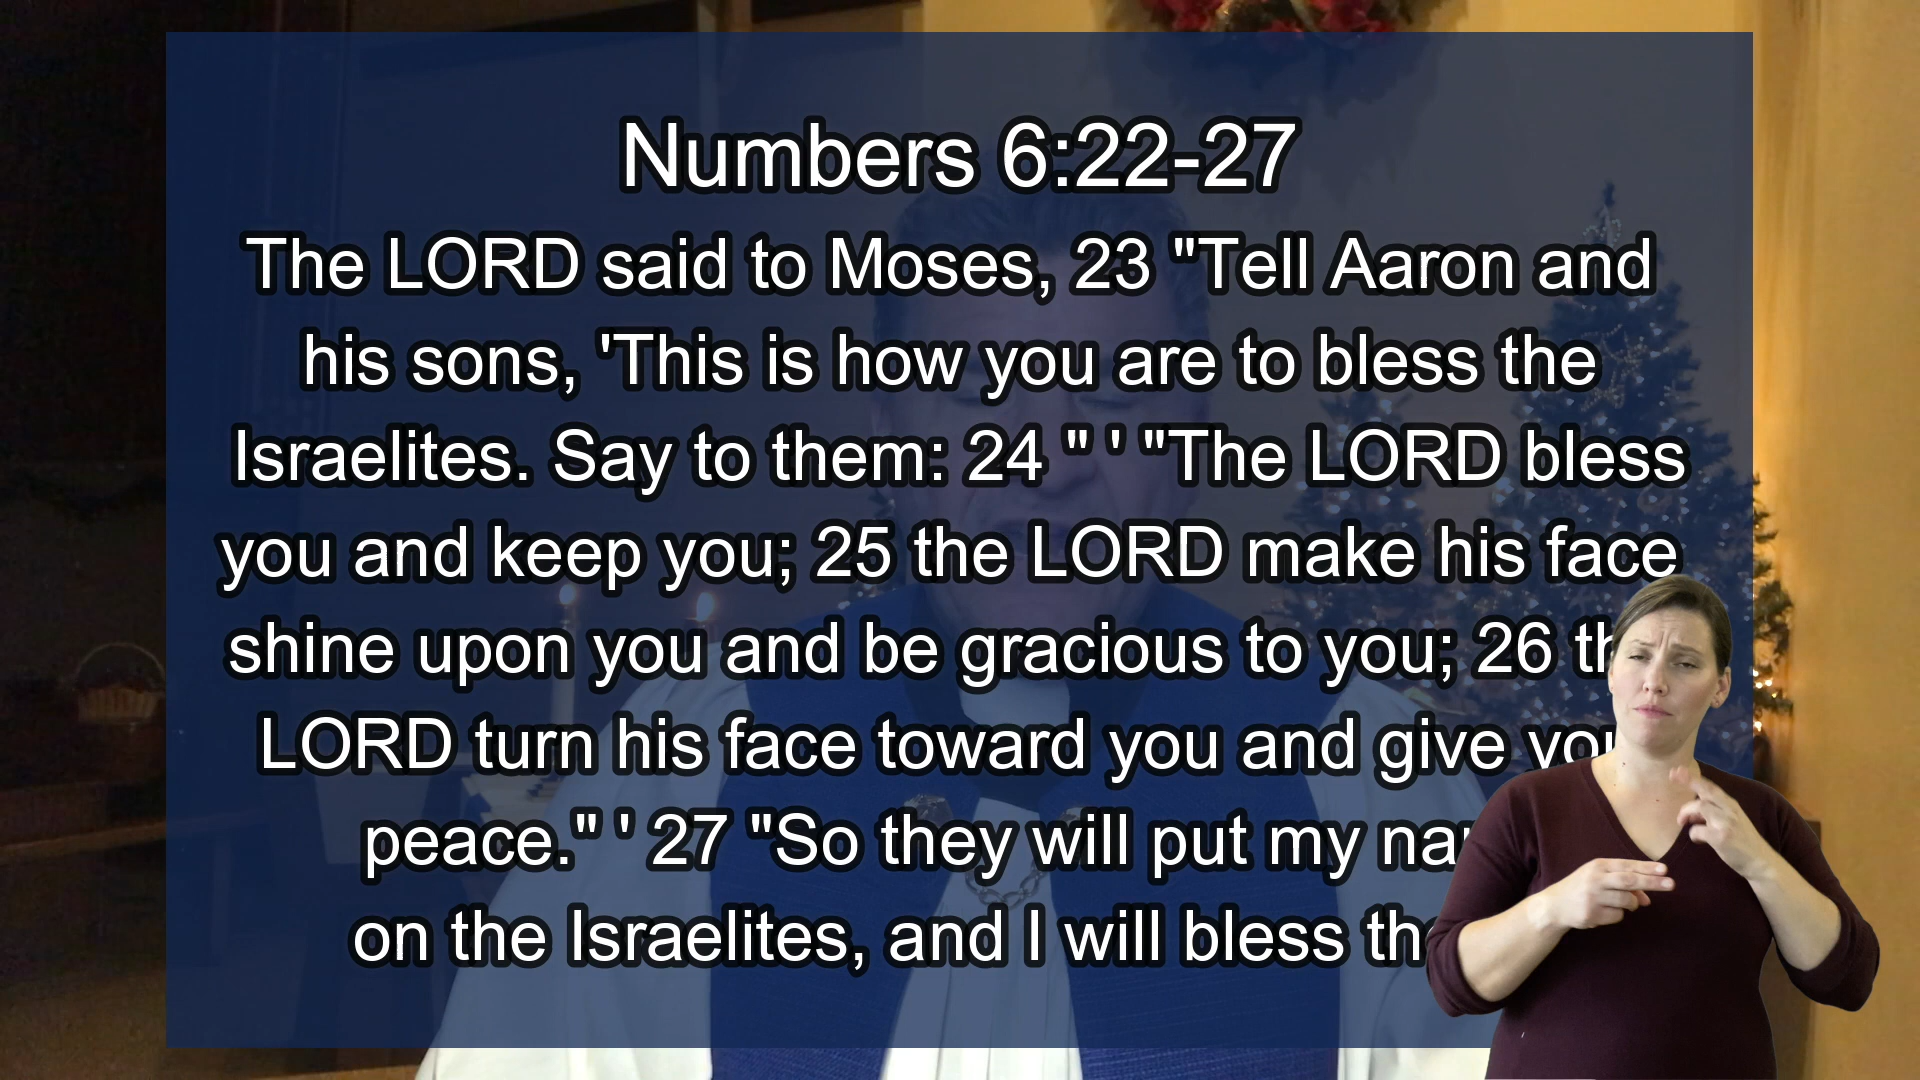 Numbers 6:22-27
The LORD said to Moses, 23 "Tell Aaron and
his sons, 'This is how you are to bless the
Israelites. Say to them: 24 " ' "The LORD bless
you and keep you; 25 the LORD make his face
shine upon you and be gracious to you; 26
LORD turn his face toward you and give you
peace." ' 27 "So they will put my
on the Israelites, and I will bless